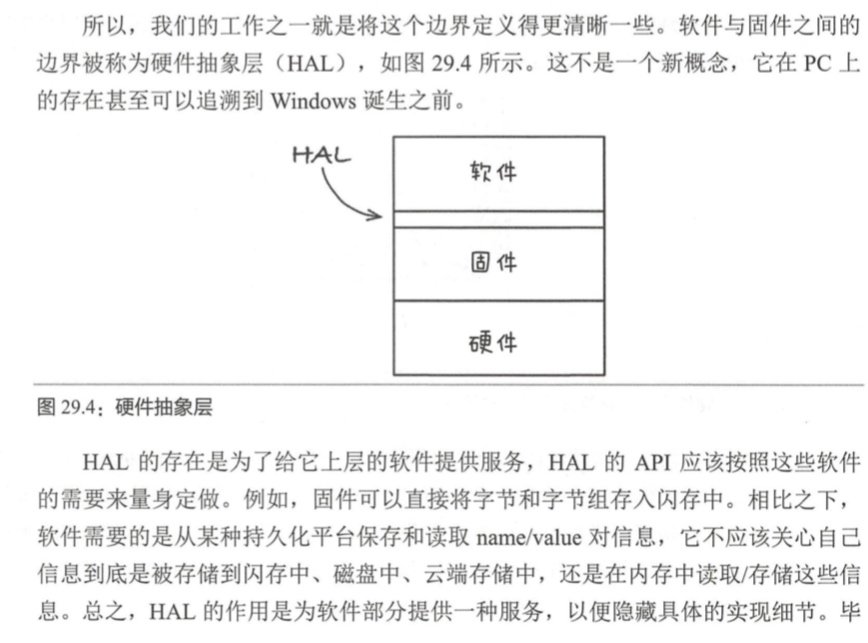 所以，我们的工作之一就是将这个边界定义得更清晰一些。软件与固件之间的
边界被称为硬件抽象层（HAL），如图 29.4 所示。这不是一个新概念，它在 PC 上
的存在甚至可以追溯到 Windows 诞生之前。
HAL
软件
固件
硬件
图 29.4：硬件抽象层
HAL 的存在是为了给它上层的软件提供服务，HAL 的 API 应该按照这些软件
的需要来量身定做。例如，固件可以直接将字节和字节组存入闪存中。相比之下，
软件需要的是从某种持久化平台保存和读取 name/value 对信息，它不应该关心自己
信息到底是被存储到闪存中、磁盘中、云端存储中，还是在内存中读取/存储这些信
息。总之，HAL 的作用是为软件部分提供一种服务，以便隐藏具体的实现细节。毕